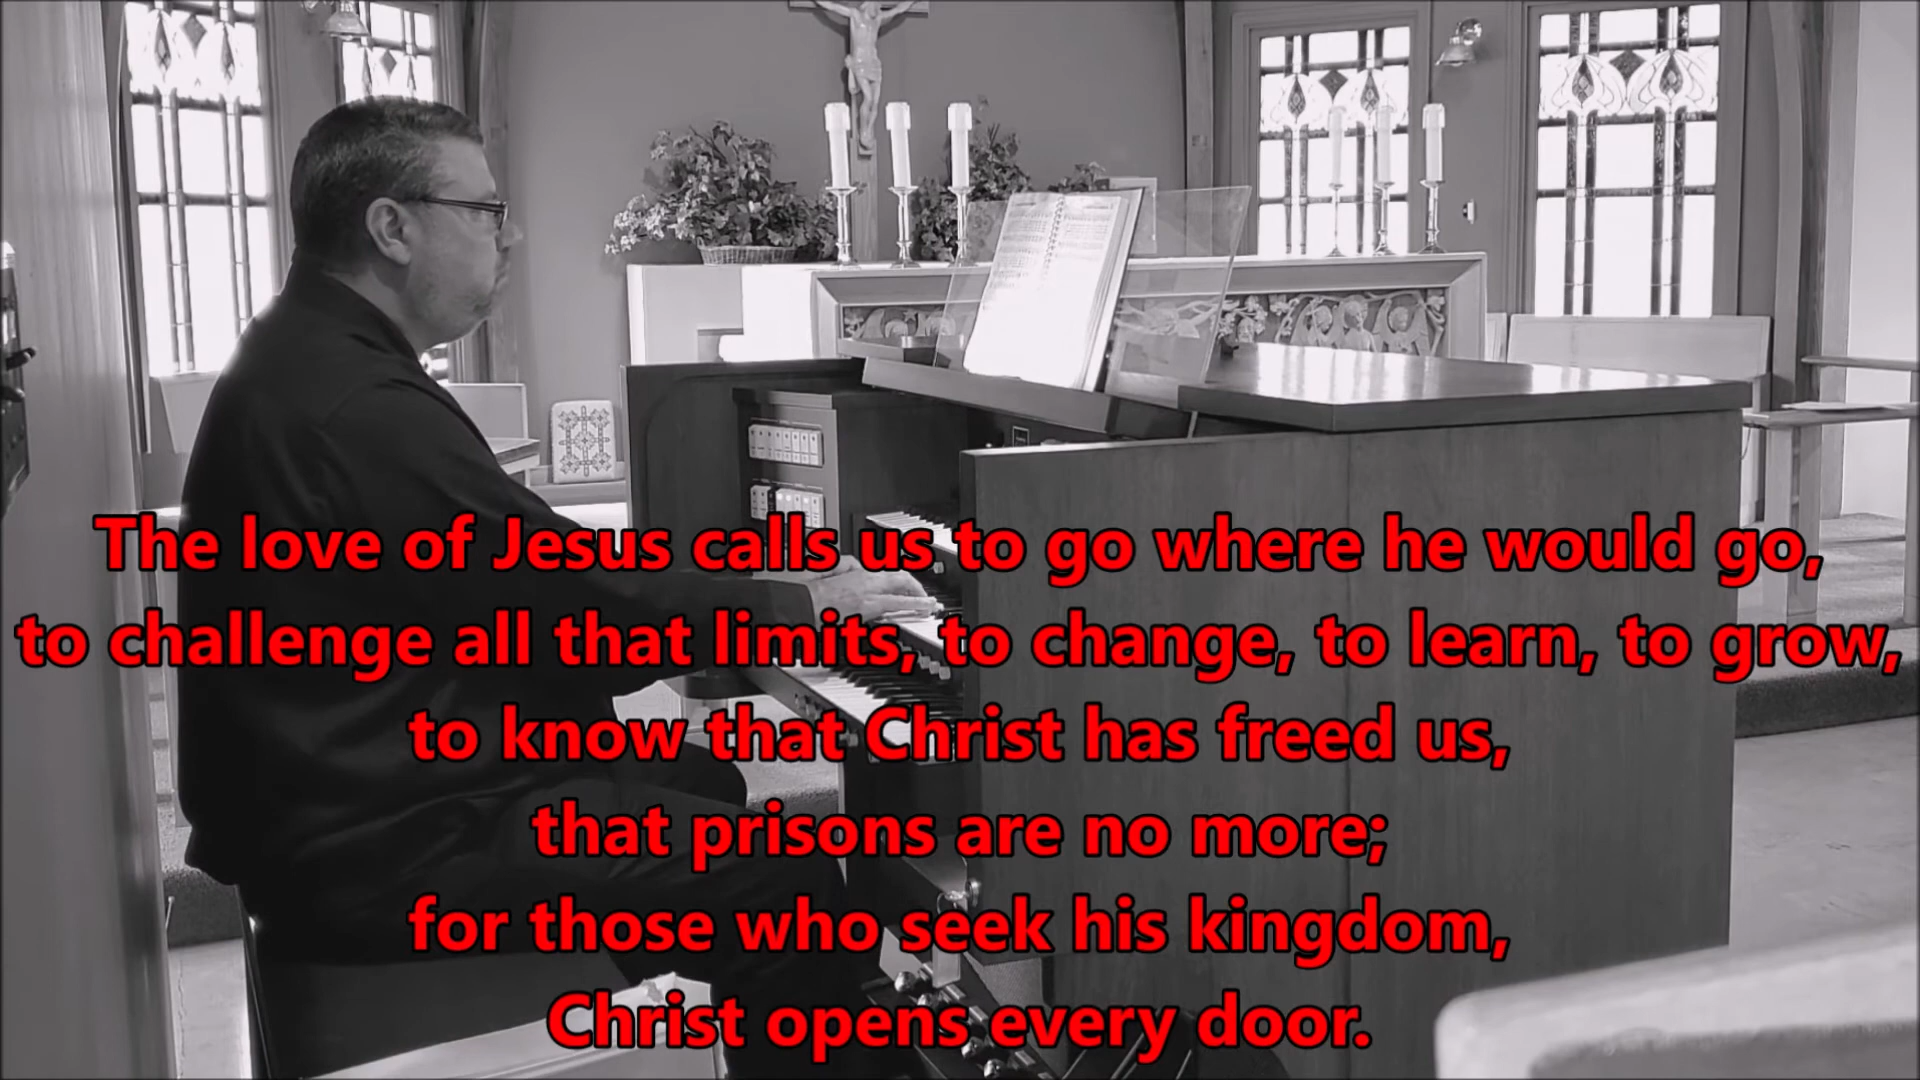 The love of Jesus calls us to go where he would go,
to challenge all that limits, to change, to learn, to grow,
to know that Christ has freed us,
that prisons are no more;
for those who seek his kingdom,
Christ opens every door.